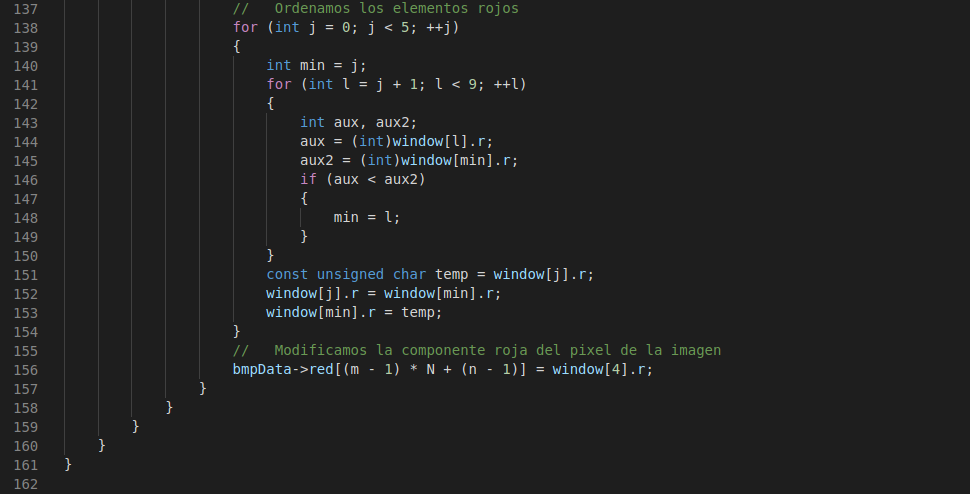 137 //   Ordenamos los elementos rojos
138 for (int j = 0; j < 5; ++j)
139 {
140 int min = j;
141 for (int l = j + 1; l < 9; ++l)
142 {
143 int aux, aux2;
144 aux = (int)window[l].r;
145 aux2 = (int)window[min].r;
146 if (aux < aux2)
147 {
148 min = l;
149 }
150 }
151 const unsigned char temp = window[j].r;
152 window[j].r = window[min].r;
153 window[min].r = temp;
154 }
155 //   Modificamos la componente roja del pixel de la imagen
156 bmpData->red[(m - 1) * N + (n - 1)] = window[4].r;
157 }
158 }
159 }
160 }
161 }
162